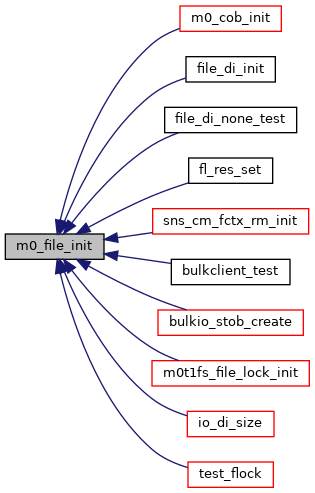 m0_cob_init
file_di_init
file_di_none_test
fl_res_set
sns_cm_fctx_rm_init
m0_file_init
bulkclient_test
bulkio_stob_create
m0t1fs_file_lock_init
io_di_size
test_flock